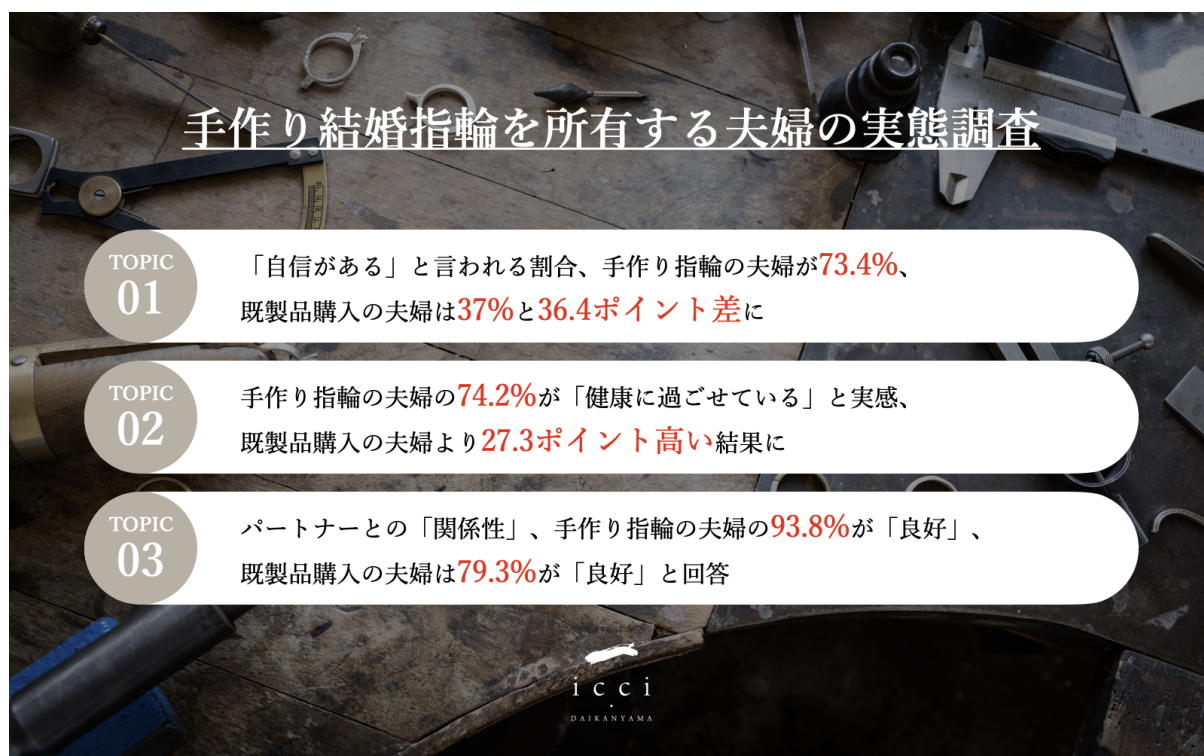 手作り結婚指輪を所有する夫婦の実態調査
TOPIC
01
「自信がある」と言われる割合、手作り指輪の夫婦が73.4%、
既製品購入の夫婦は37%と36.4ポイント差に
TOPIC
02
手作り指輪の夫婦の74.2%が「健康に過ごせている」と実感、
既製品購入の夫婦より27.3ポイント高い結果に
TOPIC
03
パートナーとの「関係性」、手作り指輪の夫婦の93.8%が「良好」、
既製品購入の夫婦は79.3%が「良好」と回答
icci
DAIKANYAMA